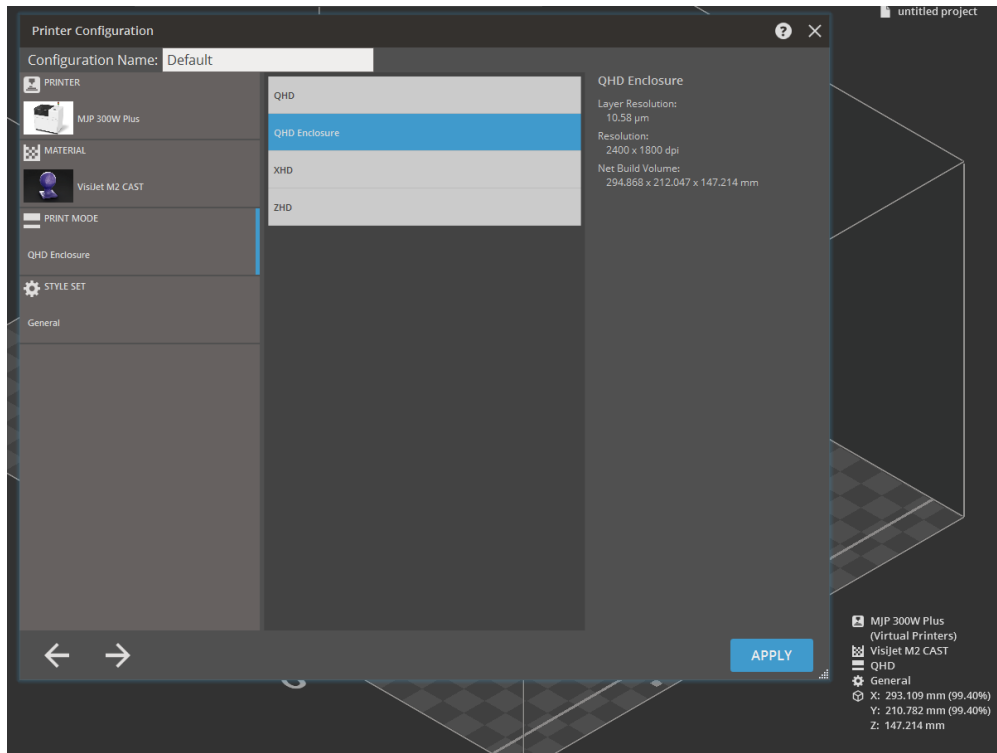 untitled project
Printer Configuration
Configuration Name: Default
PRINTER
MJP 300W Plus
MATERIAL
VisiJet M2 CAST
PRINT MODE
QHD Enclosure
STYLE SET
General
QHD
QHD Enclosure
XHD
ZHD
QHD Enclosure
Layer Resolution:
10.58 µm
Resolution:
2400 x 1800 dpi
Net Build Volume:
294.868 x 212.047 x 147.214 mm
APPLY
MJP 300W Plus
(Virtual Printers)
VisiJet M2 CAST
QHD
General
X: 293.109 mm (99.40%)
Y: 210.782 mm (99.40%)
Z: 147.214 mm